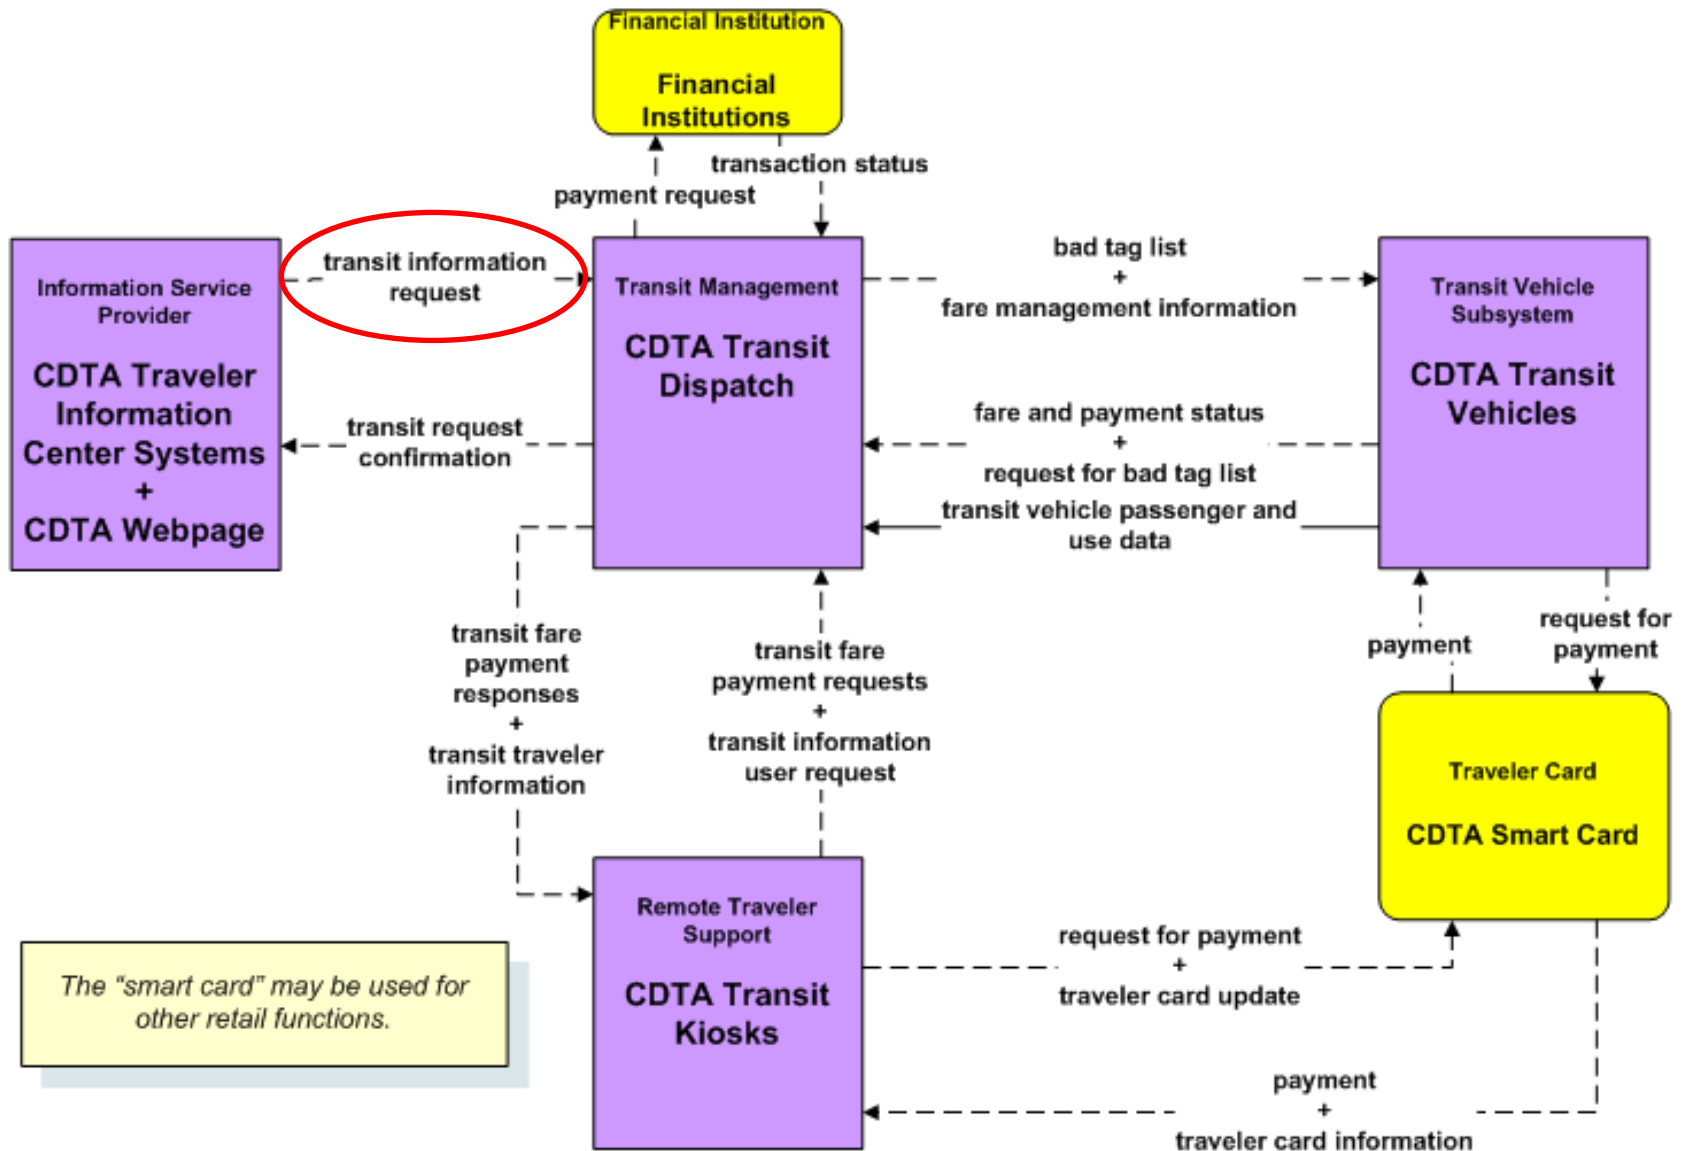 Financial Institution
Financial
Institutions
transaction status
payment request
Information Service
Provider
CDTA Traveler
Information
Center Systems
+
CDTA Webpage
transit information
request
transit request
confirmation
Transit Management
CDTA Transit
Dispatch
bad tag list
+
fare management information
fare and payment status
+
request for bad tag list
transit vehicle passenger and
use data
Transit Vehicle
Subsystem
CDTA Transit
Vehicles
transit fare
payment
responses
+
transit traveler
information
transit fare
payment requests
+
transit information
user request
payment
request for
payment
Traveler Card
CDTA Smart Card
Remote Traveler
Support
CDTA Transit
Kiosks
request for payment
+
traveler card update
payment
+
traveler card information
The “smart card” may be used for
other retail functions.